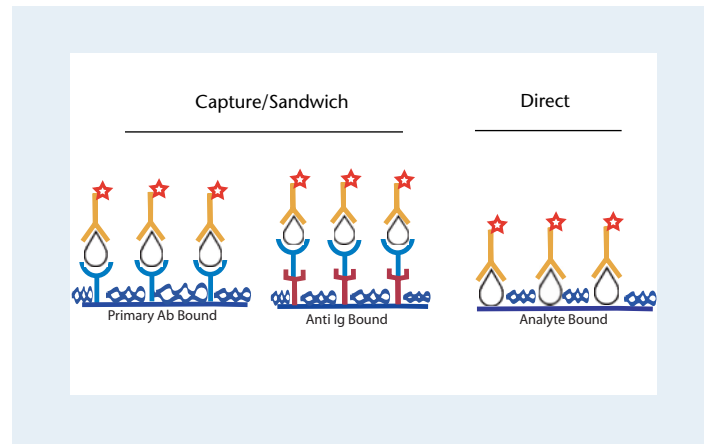 Capture/Sandwich
Direct
Primary Ab Bound
Anti Ig Bound
Analyte Bound